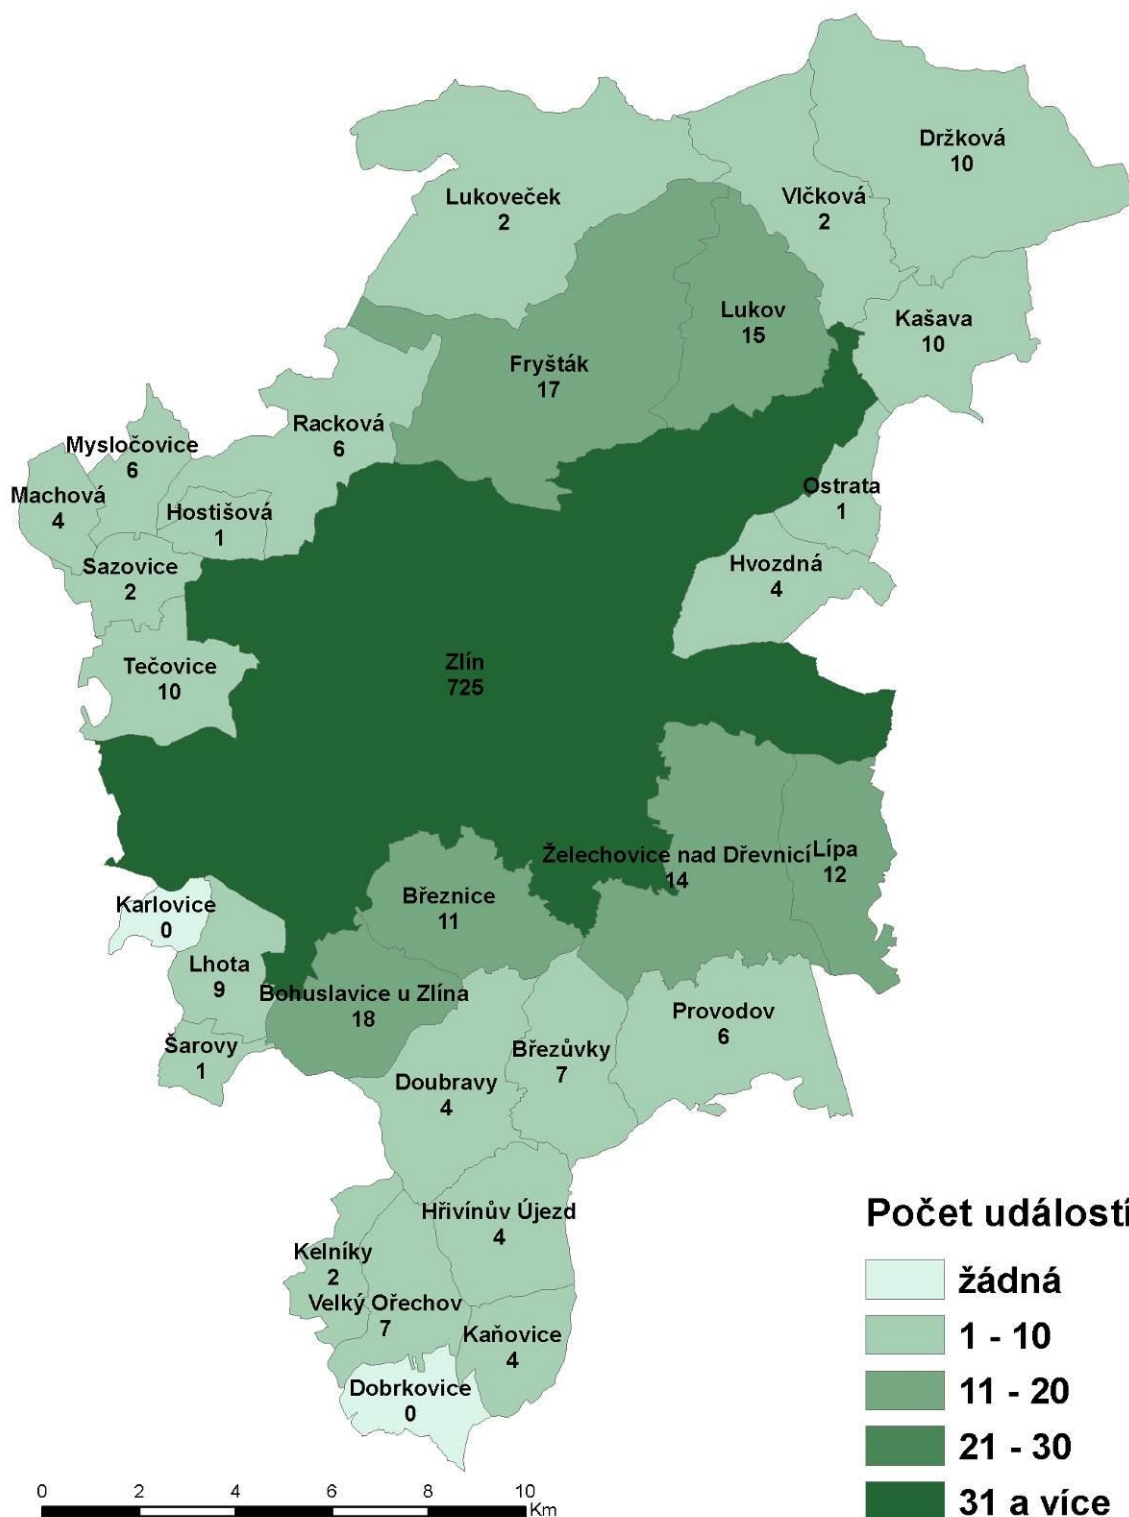 Držková
10
Lukoveček
2
Vlčková
2
Lukov
15
Kašava
10
Fryšták
17
Racková
6
Mysločovice
6
Machová
4
Hostišová
1
Ostrata
1
Sazovice
2
Hvozdná
4
Tečovice
10
Zlín
725
Želechovice nad Dřevnicí
14
Lípa
12
Březnice
11
Karlovice
0
Lhota
9
Bohuslavice u Zlína
18
Provodov
6
Šarovy
1
Březůvky
7
Doubravy
4
Hřivínův Újezd
4
Kelníky
2
Velký Ořechov
7
Kaňovice
4
Dobrkovice
0
Počet událostí
žádná
1 - 10
11 - 20
21 - 30
31 a více
0 2 4 6 8 10
Km